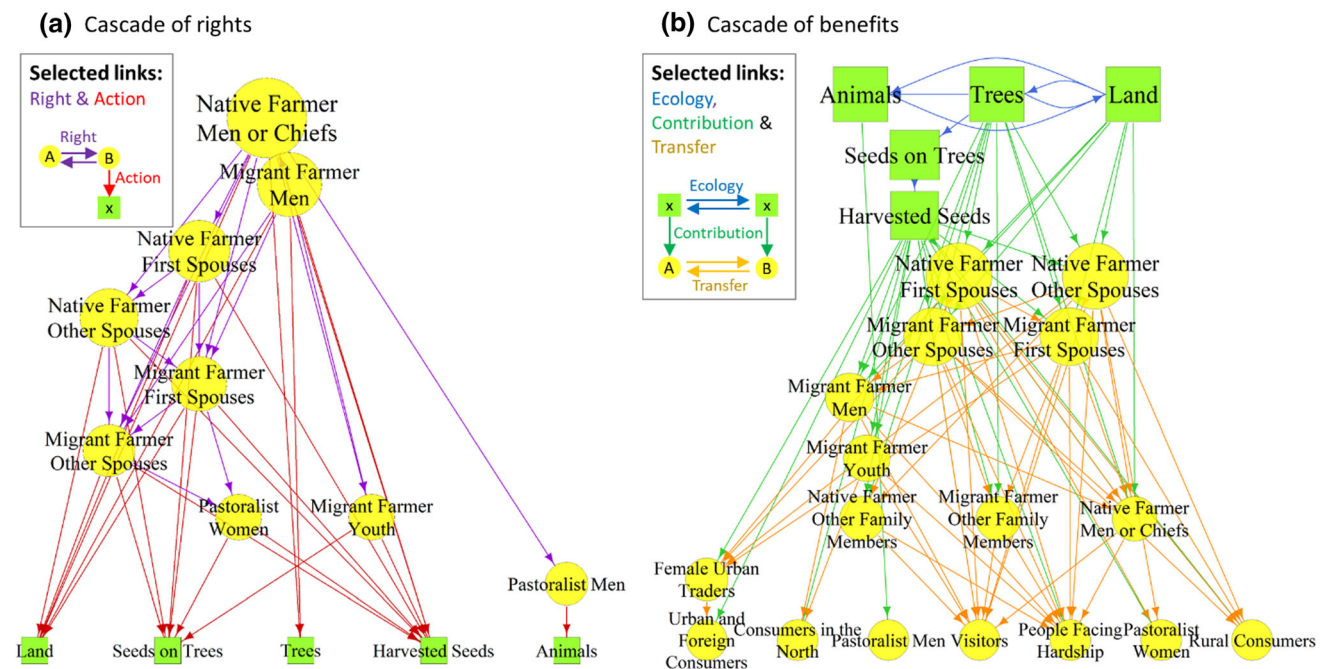 (a) Cascade of rights
Selected links:
Right & Action
Right
A
B
Action
x
Native Farmer
Men or Chiefs
Migrant Farmer
Men
Native Farmer
First Spouses
Native Farmer
Other Spouses
Migrant Farmer
First Spouses
Migrant Farmer
Other Spouses
Pastoralist
Women
Migrant Farmer
Youth
Pastoralist Men
Land
Seeds on Trees
Trees
Harvested Seeds
Animals
(b) Cascade of benefits
Selected links:
Ecology,
Contribution &
Transfer
Ecology
x
x
Contribution
A
B
Transfer
Animals
Trees
Land
Seeds on Trees
Harvested Seeds
Native Farmer
First Spouses
Native Farmer
Other Spouses
Migrant Farmer
Other Spouses
Migrant Farmer
First Spouses
Migrant Farmer
Men
Migrant Farmer
Youth
Native Farmer
Other Family
Members
Migrant Farmer
Other Family
Members
Native Farmer
Men or Chiefs
Female Urban
Traders
Urban and
Foreign
Consumers
Consumers in the
North
Pastoralist Men
Visitors
People Facing
Hardship
Pastoralist
Women
Rural Consumers